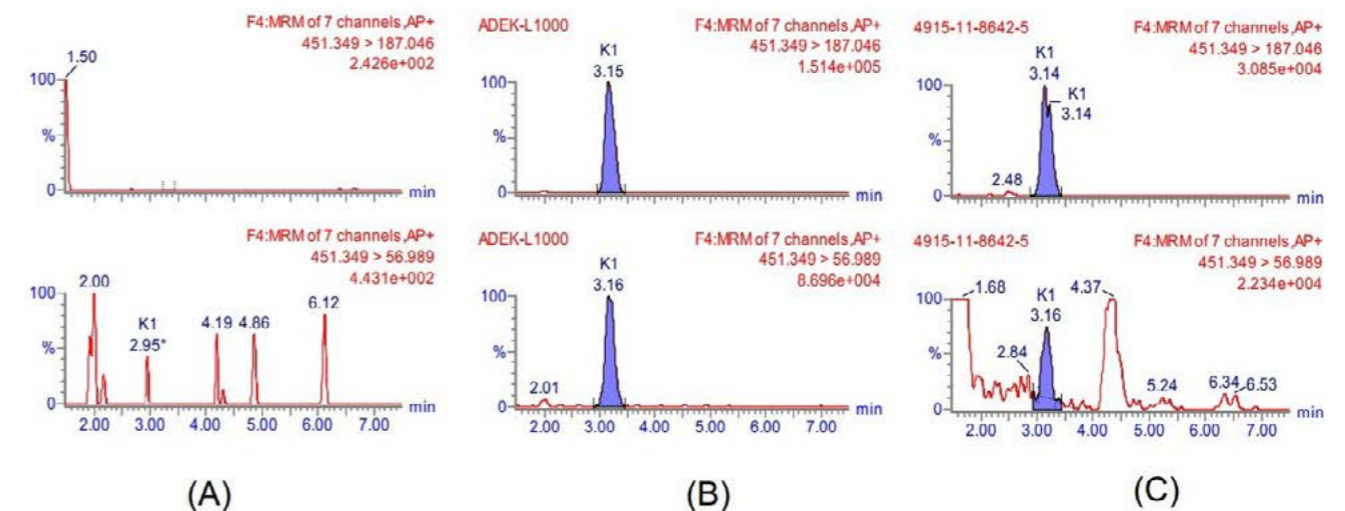 F4:MRM of 7 channels,AP+
451.349 > 187.046
2.426e+002
1.50
100
%
0
min
F4:MRM of 7 channels,AP+
451.349 > 56.989
4.431e+002
2.00
K1
2.95*
4.19 4.86
6.12
100
%
0
min
2.00 3.00 4.00 5.00 6.00 7.00
(A)
ADEK-L1000
F4:MRM of 7 channels,AP+
451.349 > 187.046
1.514e+005
K1
3.15
100
%
0
min
ADEK-L1000
F4:MRM of 7 channels,AP+
451.349 > 56.989
8.696e+004
K1
3.16
100
%
2.01
0
min
2.00 3.00 4.00 5.00 6.00 7.00
(B)
4915-11-8642-5
F4:MRM of 7 channels,AP+
451.349 > 187.046
3.085e+004
K1
3.14
K1
3.14
100
%
2.48
0
min
4915-11-8642-5
F4:MRM of 7 channels,AP+
451.349 > 56.989
2.234e+004
1.68
K1
3.16
4.37
100
%
2.84
5.24
6.34
6.53
0
min
2.00 3.00 4.00 5.00 6.00 7.00
(C)